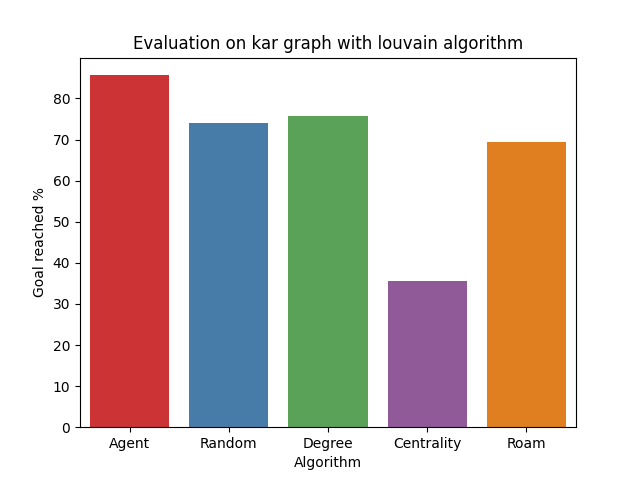 Evaluation on kar graph with louvain algorithm
Goal reached %
80
70
60
50
40
30
20
10
0
Agent Random Degree Centrality Roam
Algorithm